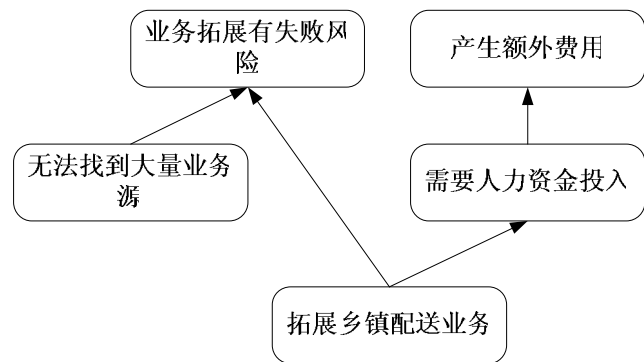 业务拓展有失败风
险
产生额外费用
无法找到大量业务
源
需要人力资金投入
拓展乡镇配送业务